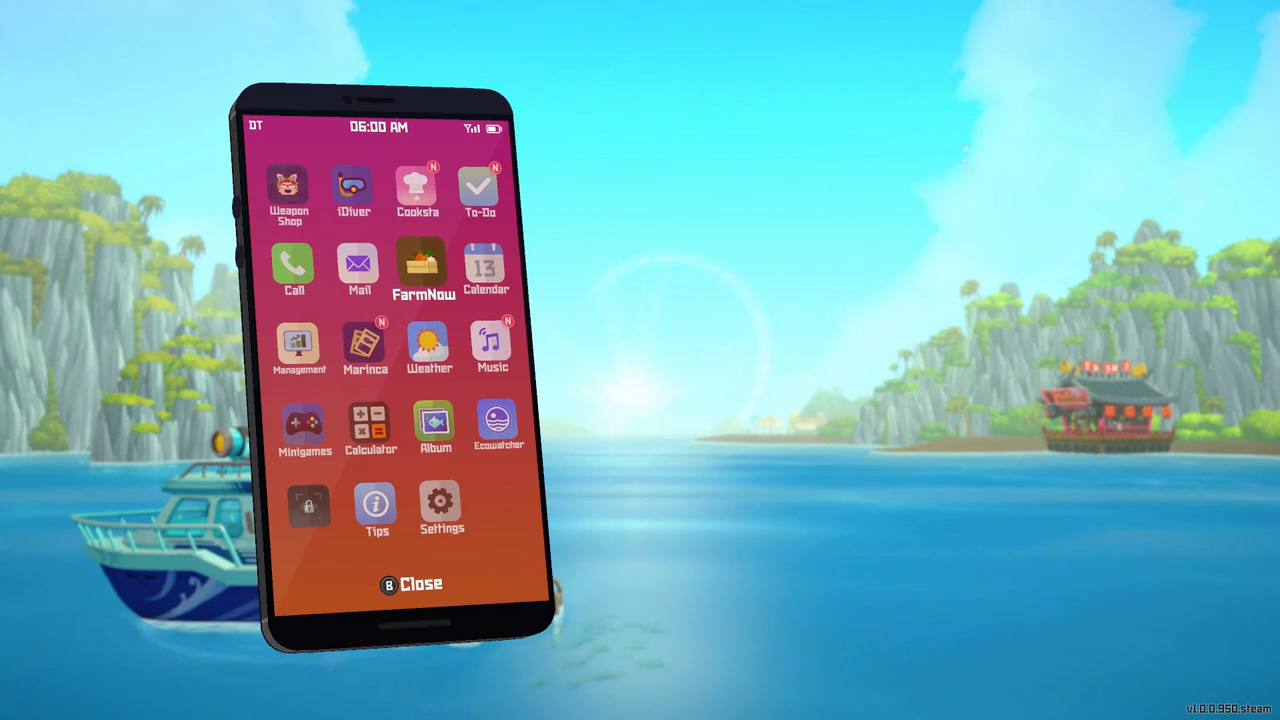 DT 06:00 AM
N N
Weapon Shop iDiver Cooksta To-Do
Call Mail FarmNow 13 Calendar
N N
Management Marinca Weather Music
Minigames Calculator Album Ecowatcher
i
Tips Settings
B Close
v1.0.0.950.steam